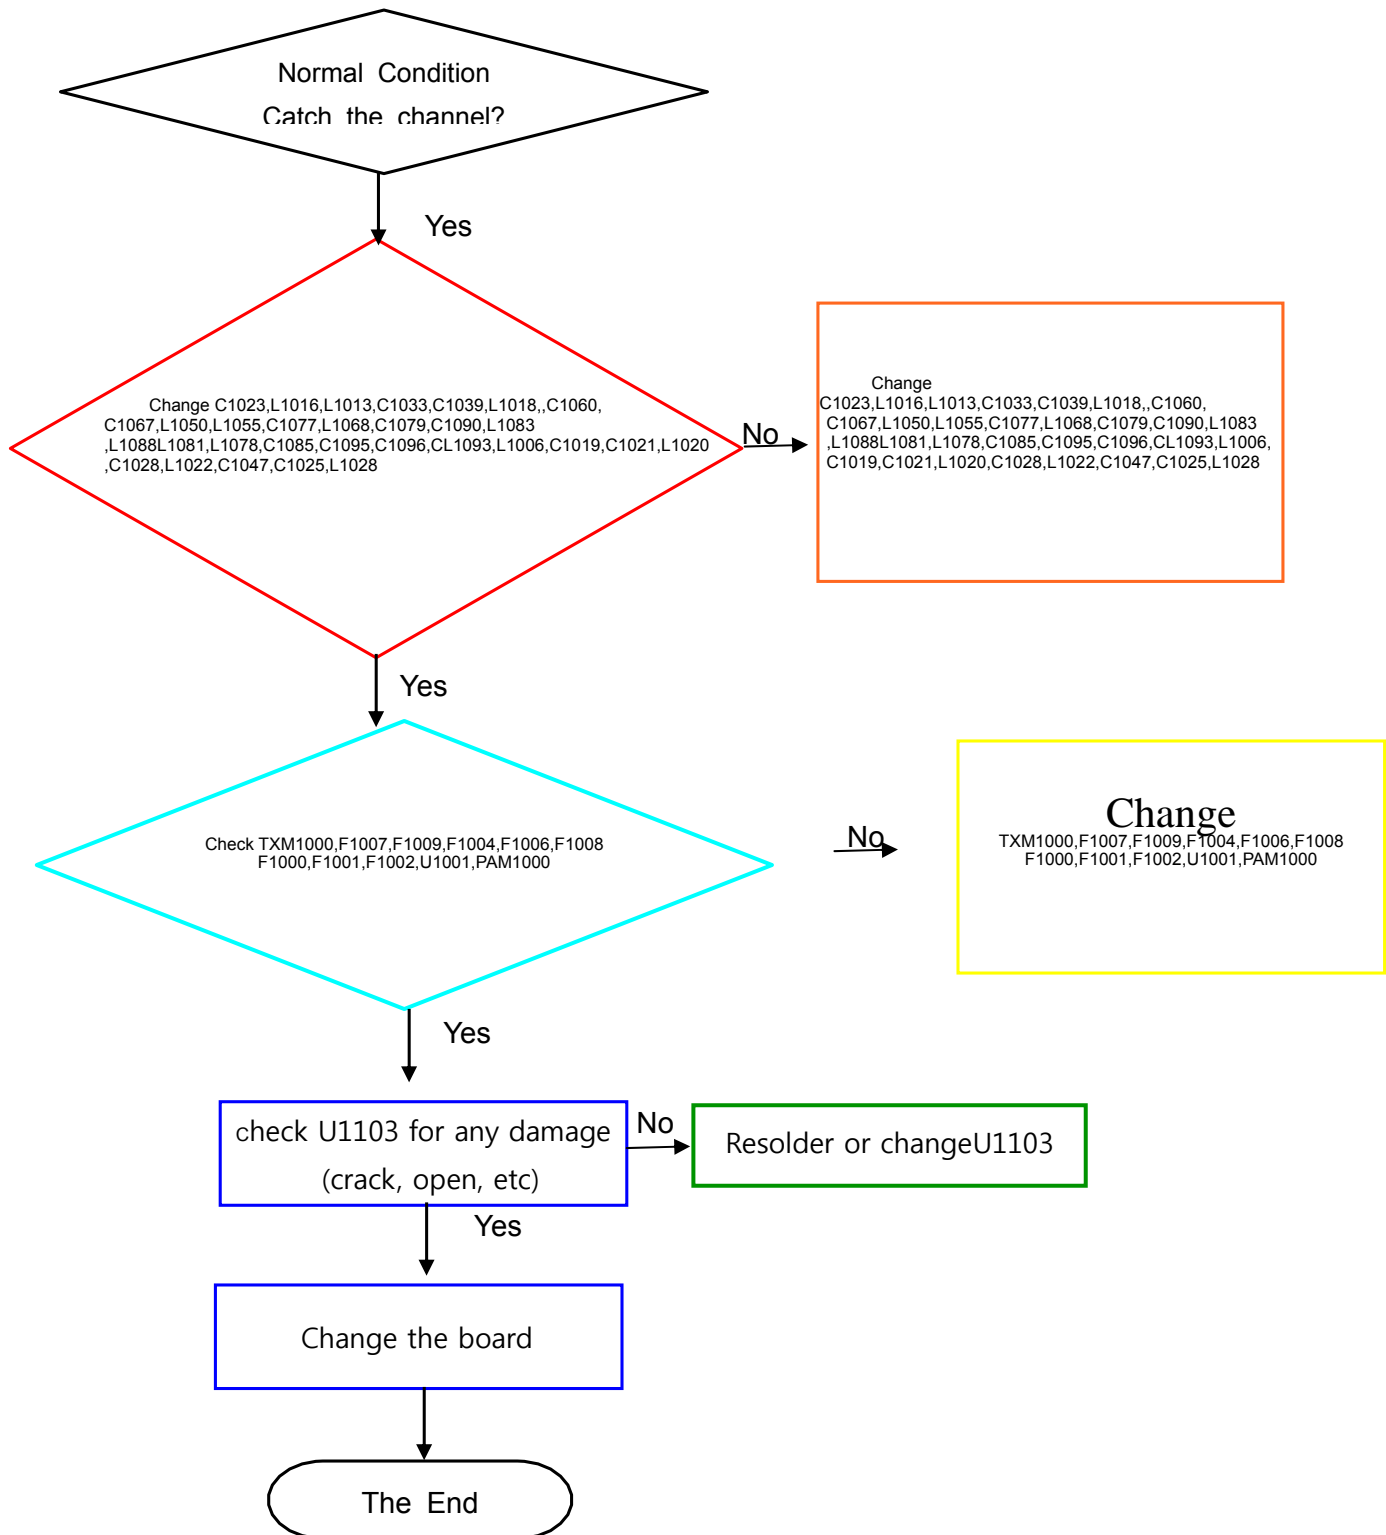 Normal Condition
Catch the channel?
Yes
Change C1023,L1016,L1013,C1033,C1039,L1018,,C1060,
C1067,L1050,L1055,C1077,L1068,C1079,C1090,L1083
,L1088L1081,L1078,C1085,C1095,C1096,CL1093,L1006,C1019,C1021,L1020
,C1028,L1022,C1047,C1025,L1028
No
Change
C1023,L1016,L1013,C1033,C1039,L1018,,C1060,
C1067,L1050,L1055,C1077,L1068,C1079,C1090,L1083
,L1088L1081,L1078,C1085,C1095,C1096,CL1093,L1006,
C1019,C1021,L1020,C1028,L1022,C1047,C1025,L1028
Yes
Check TXM1000,F1007,F1009,F1004,F1006,F1008
F1000,F1001,F1002,U1001,PAM1000
No
Change
TXM1000,F1007,F1009,F1004,F1006,F1008
F1000,F1001,F1002,U1001,PAM1000
Yes
check U1103 for any damage
(crack, open, etc)
No
Resolder or changeU1103
Yes
Change the board
The End